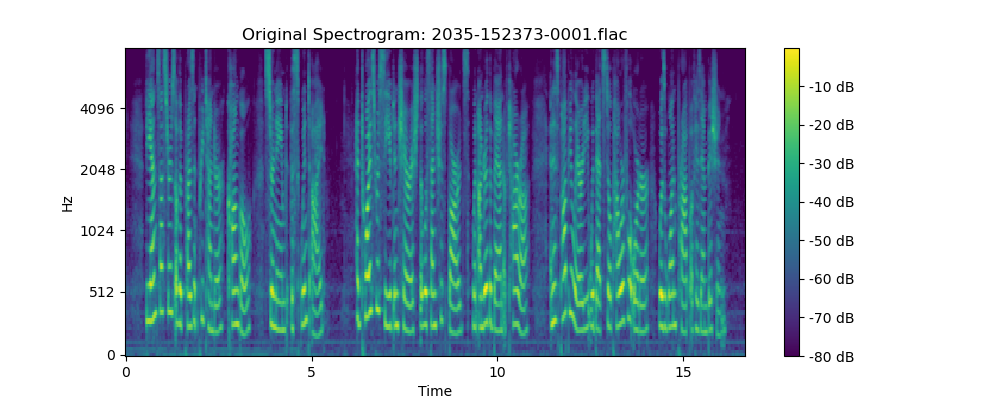 Original Spectrogram: 2035-152373-0001.flac
4096
2048
1024
512
0
Hz
0 5 10 15
Time
-10 dB
-20 dB
-30 dB
-40 dB
-50 dB
-60 dB
-70 dB
-80 dB